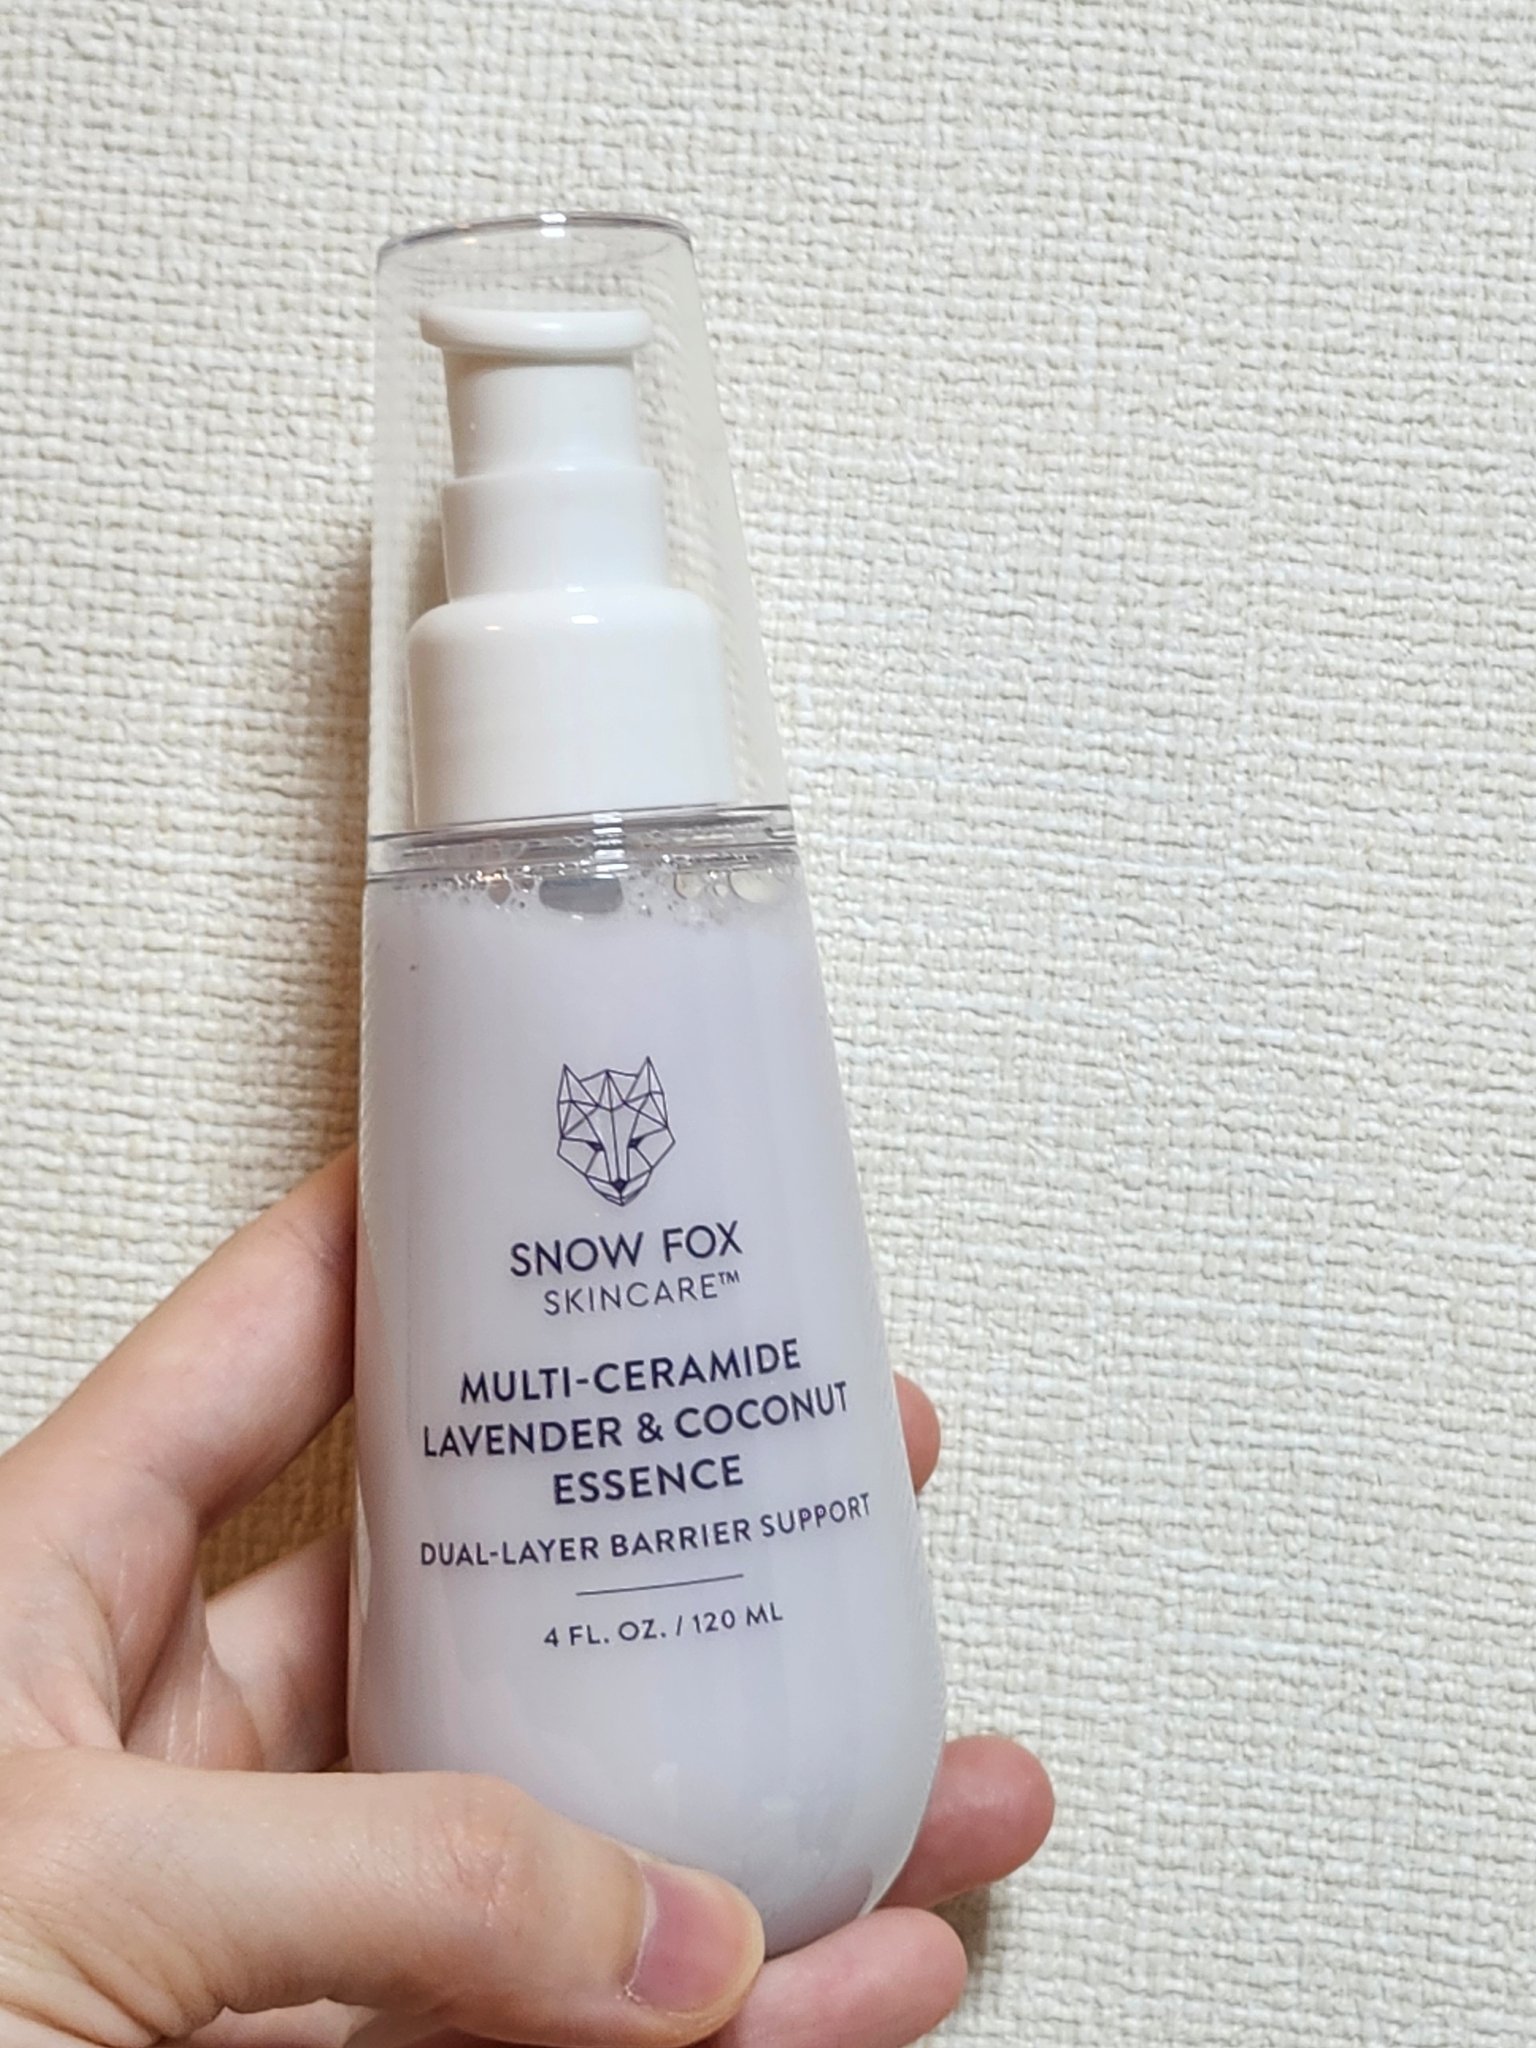 SNOW FOX
SKINCARE™
MULTI-CERAMIDE
LAVENDER & COCONUT
ESSENCE
DUAL-LAYER BARRIER SUPPORT
4 FL. OZ. / 120 ML